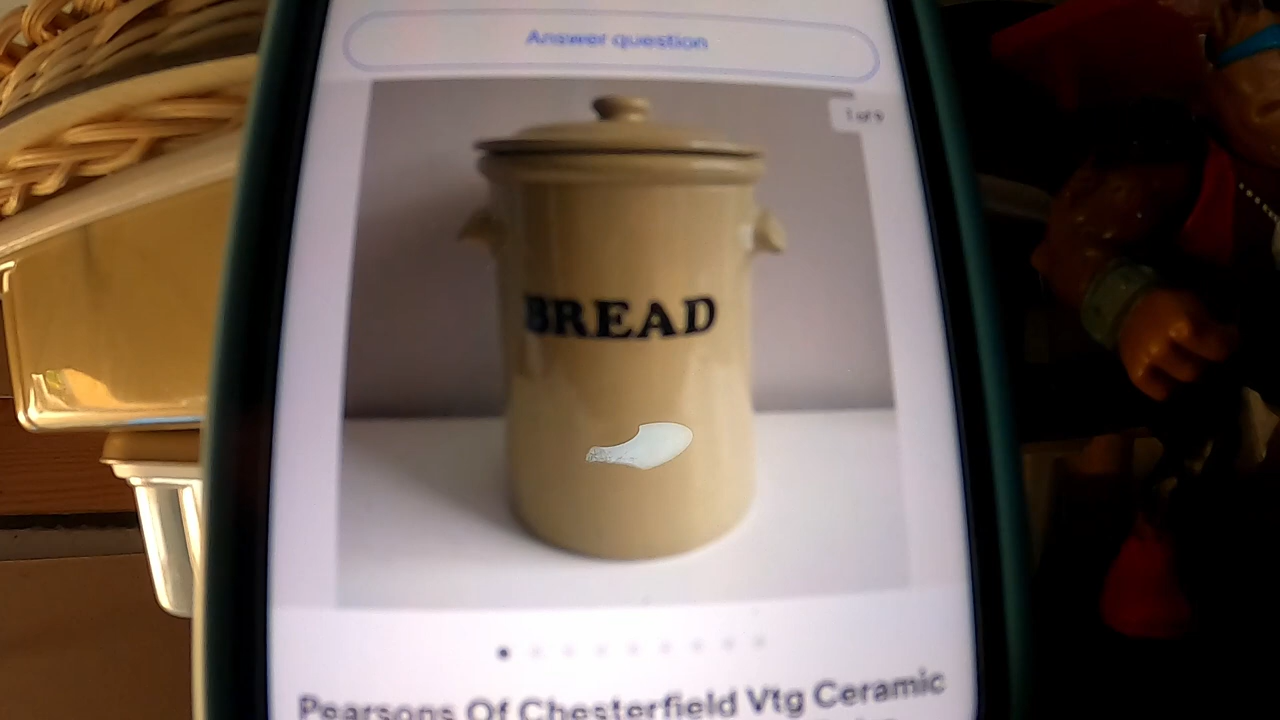 Answer question
1 of 9
BREAD
Pearsons Of Chesterfield Vtg Ceramic